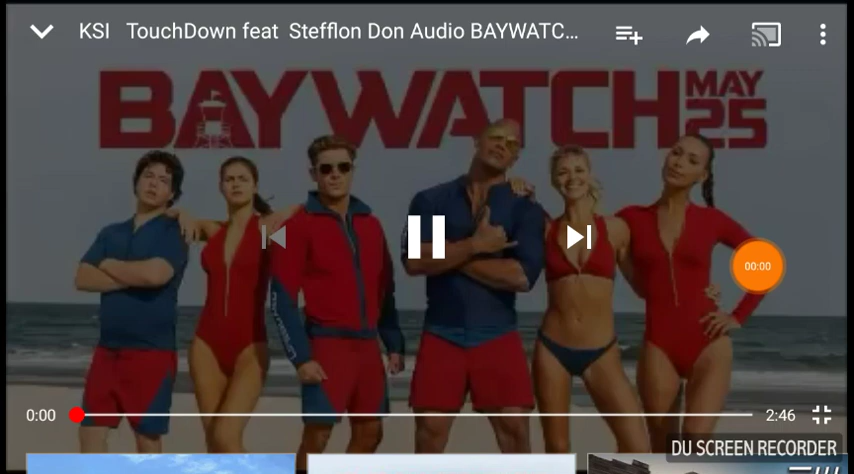 KSI TouchDown feat Stefflon Don Audio BAYWATC...
BAYWATCH MAY 25
00:00
0:00
2:46
DU SCREEN RECORDER